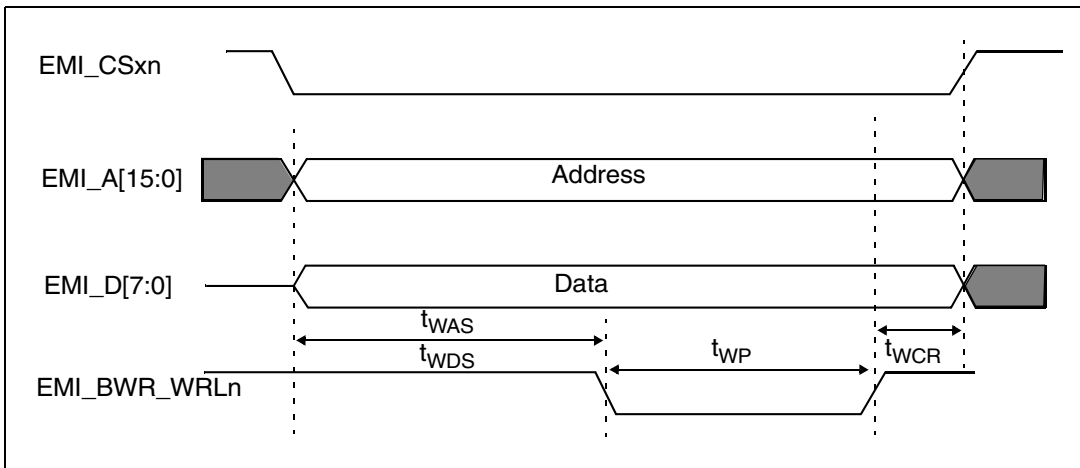 EMI_CSxn
EMI_A[15:0]
Address
EMI_D[7:0]
Data
tWAS
tWDS
tWP
tWCR
EMI_BWR_WRLn